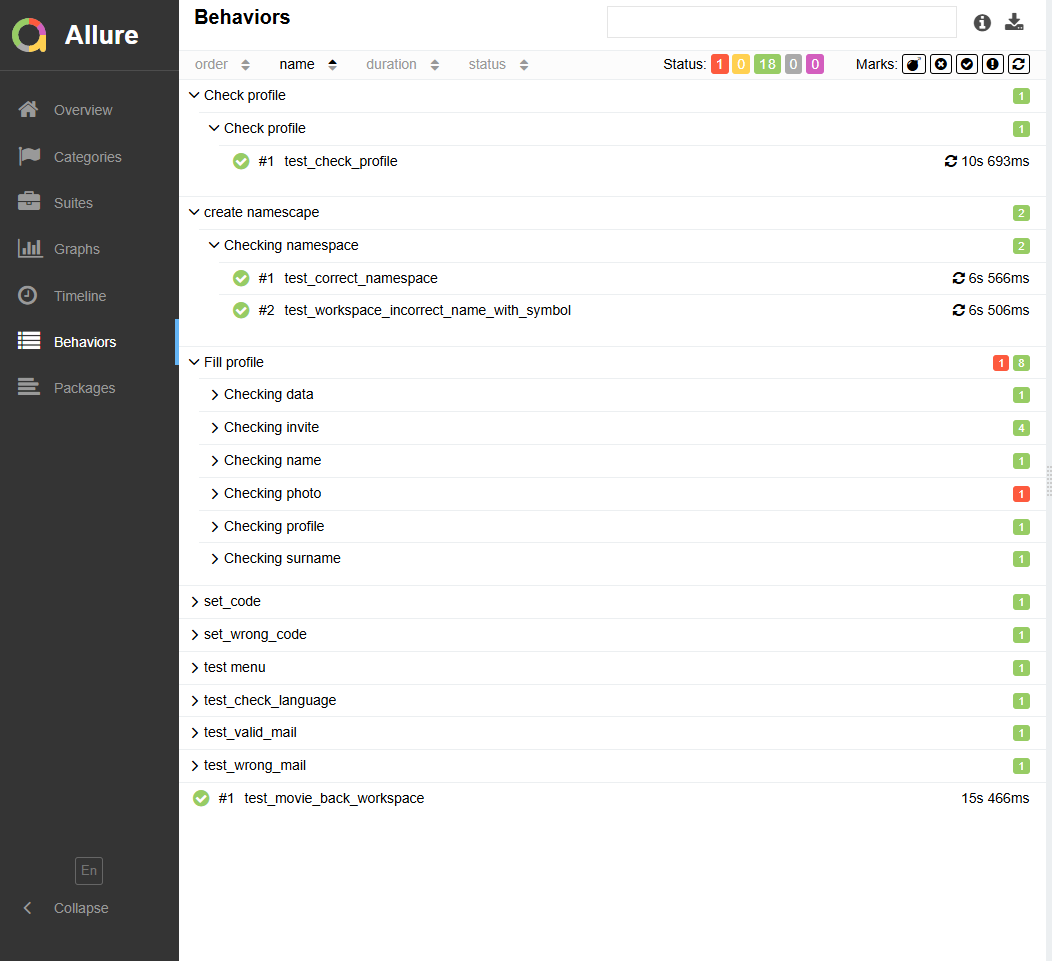 Allure
Overview
Categories
Suites
Graphs
Timeline
Behaviors
Packages
En
Collapse
Behaviors
order name duration status Status: 1 0 18 0 0 Marks:
Check profile 1
Check profile 1
#1 test_check_profile 10s 693ms
create namescape 2
Checking namespace 2
#1 test_correct_namespace 6s 566ms
#2 test_workspace_incorrect_name_with_symbol 6s 506ms
Fill profile 1 8
Checking data 1
Checking invite 4
Checking name 1
Checking photo 1
Checking profile 1
Checking surname 1
set_code 1
set_wrong_code 1
test menu 1
test_check_language 1
test_valid_mail 1
test_wrong_mail 1
#1 test_movie_back_workspace 15s 466ms